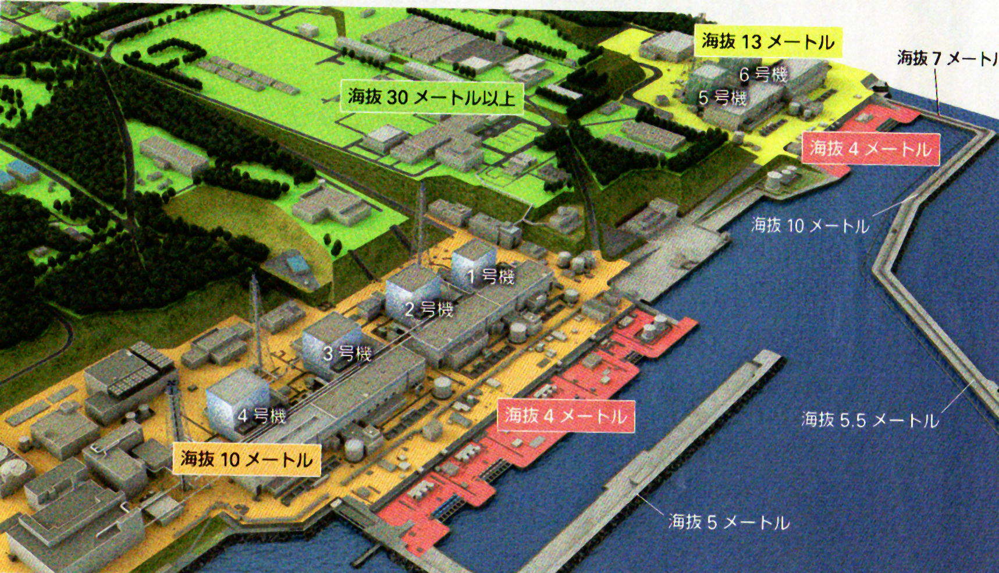 海抜 13 メートル
海抜 7 メートル
6 号機
海抜 30 メートル以上
5 号機
海抜 4 メートル
海抜 10 メートル
1 号機
2 号機
3 号機
4 号機
海抜 4 メートル
海抜 5.5 メートル
海抜 10 メートル
海抜 5 メートル